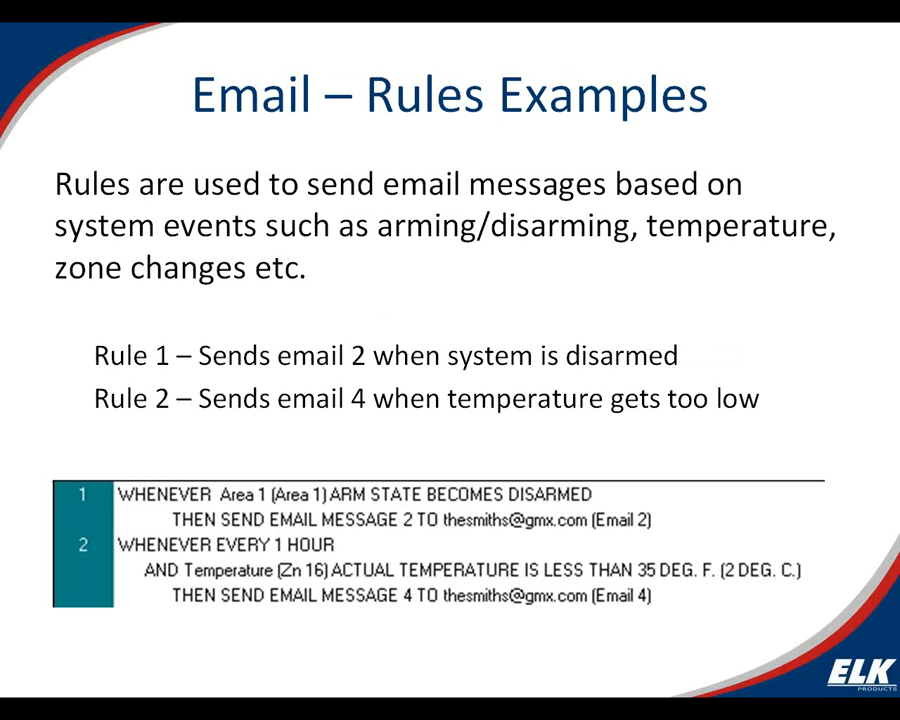 Email – Rules Examples
Rules are used to send email messages based on
system events such as arming/disarming, temperature,
zone changes etc.
Rule 1 – Sends email 2 when system is disarmed
Rule 2 – Sends email 4 when temperature gets too low
1 WHENEVER Area 1 (Area 1) ARM STATE BECOMES DISARMED
THEN SEND EMAIL MESSAGE 2 TO thesmiths@gmx.com (Email 2)
2 WHENEVER EVERY 1 HOUR
AND Temperature (Zn 16) ACTUAL TEMPERATURE IS LESS THAN 35 DEG. F. (2 DEG. C.)
THEN SEND EMAIL MESSAGE 4 TO thesmiths@gmx.com (Email 4)
ELK
PRODUCTS